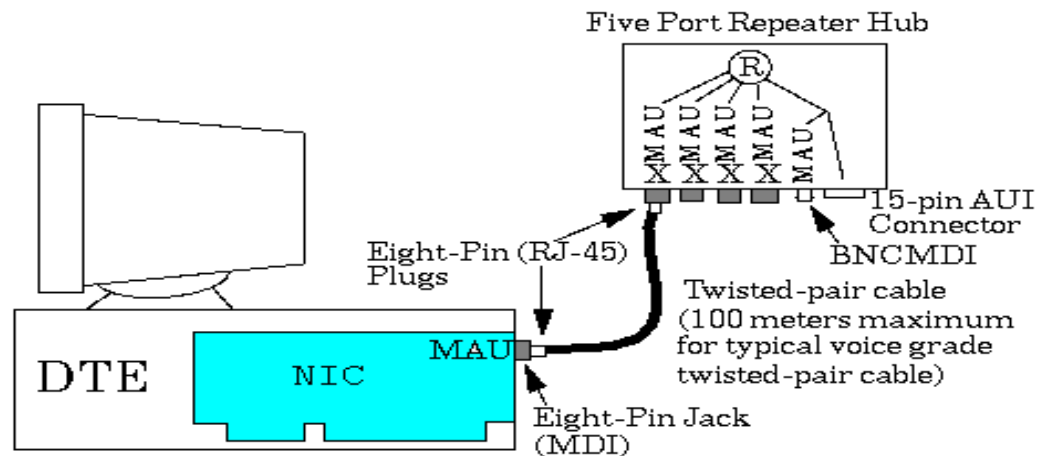 Five Port Repeater Hub
R
MAU
MAU
MAU
MAU
MAU
X
X
X
X
15-pin AUI
Connector
BNCMDI
Eight-Pin (RJ-45)
Plugs
Twisted-pair cable
(100 meters maximum
for typical voice grade
twisted-pair cable)
MAU
DTE
NIC
Eight-Pin Jack
(MDI)